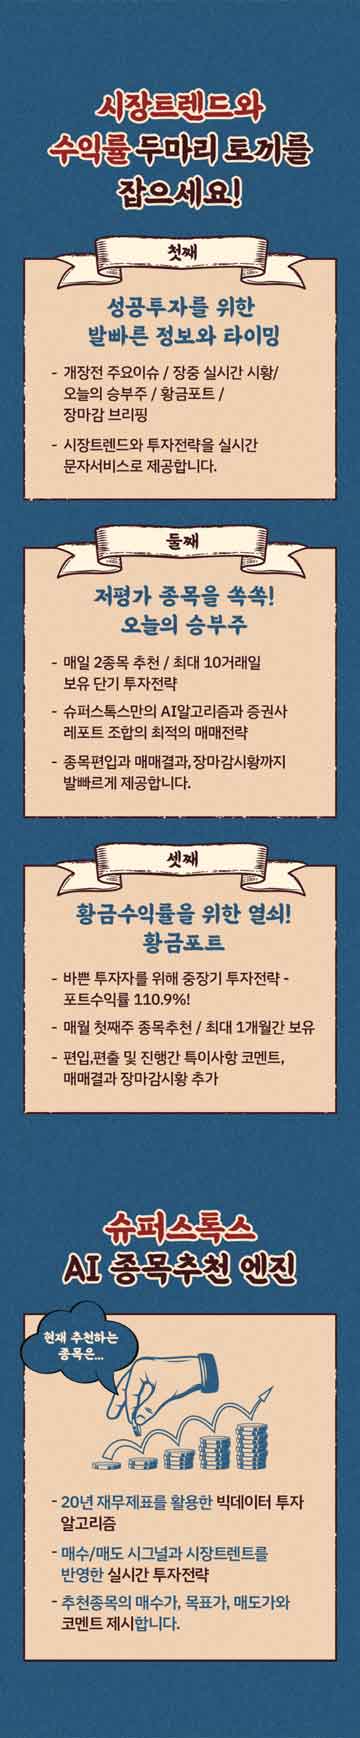 시장트렌드와
수익률 두마리 토끼를
잡으세요!
첫째
성공투자를 위한
발빠른 정보와 타이밍
- 개장전 주요이슈 / 장중 실시간 시황/
오늘의 승부주 / 황금포트 /
장마감 브리핑
- 시장트렌드와 투자전략을 실시간
문자서비스로 제공합니다.
둘째
저평가 종목을 쏙쏙!
오늘의 승부주
- 매일 2종목 추천 / 최대 10거래일
보유 단기 투자전략
- 슈퍼스톡스만의 AI알고리즘과 증권사
레포트 조합의 최적의 매매전략
- 종목편입과 매매결과, 장마감시황까지
발빠르게 제공합니다.
셋째
황금수익률을 위한 열쇠!
황금포트
- 바쁜 투자자를 위해 중장기 투자전략 -
포트수익률 110.9%!
- 매월 첫째주 종목추천 / 최대 1개월간 보유
- 편입,편출 및 진행간 특이사항 코멘트,
매매결과 장마감시황 추가
슈퍼스톡스
AI 종목추천 엔진
현재 추천하는
종목은...
- 20년 재무제표를 활용한 빅데이터 투자
알고리즘
- 매수/매도 시그널과 시장트렌트를
반영한 실시간 투자전략
- 추천종목의 매수가, 목표가, 매도가와
코멘트 제시합니다.